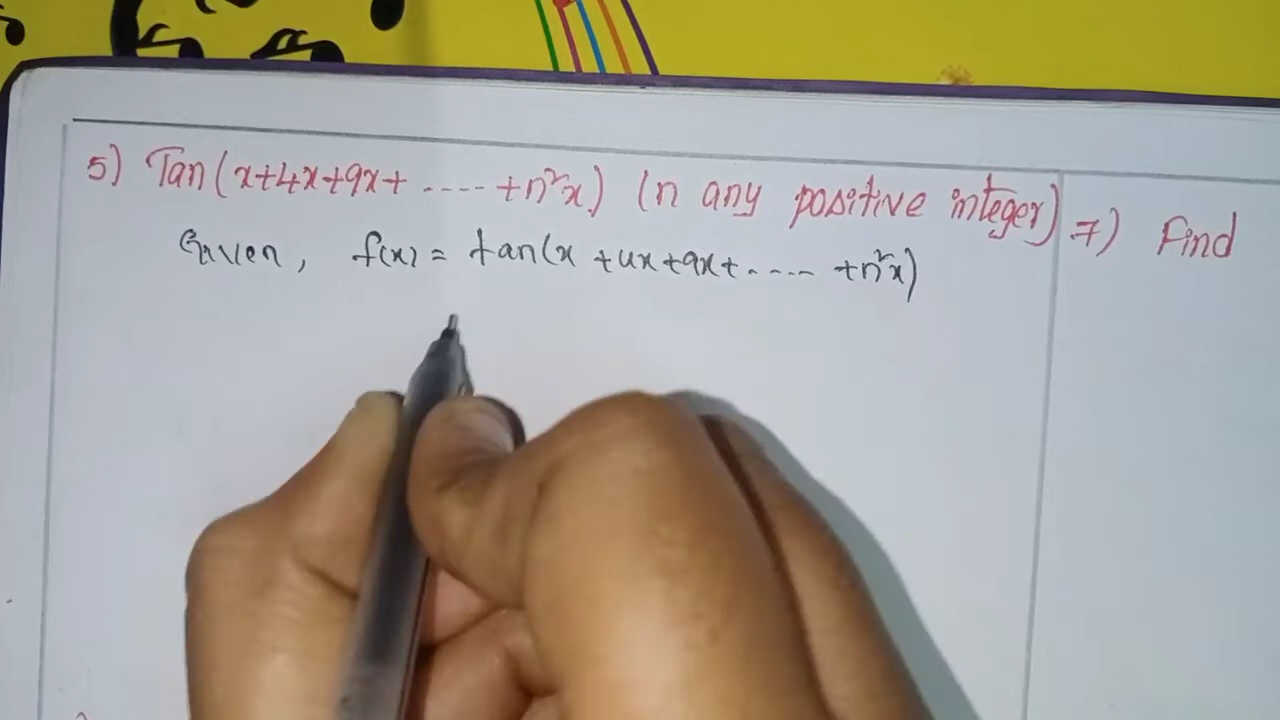 5) Tan(x+4x+9x+ ..... +n²x) (n any positive integer)
Given, f(x) = tan(x +4x+9x+ ..... +n²x)
7) Find